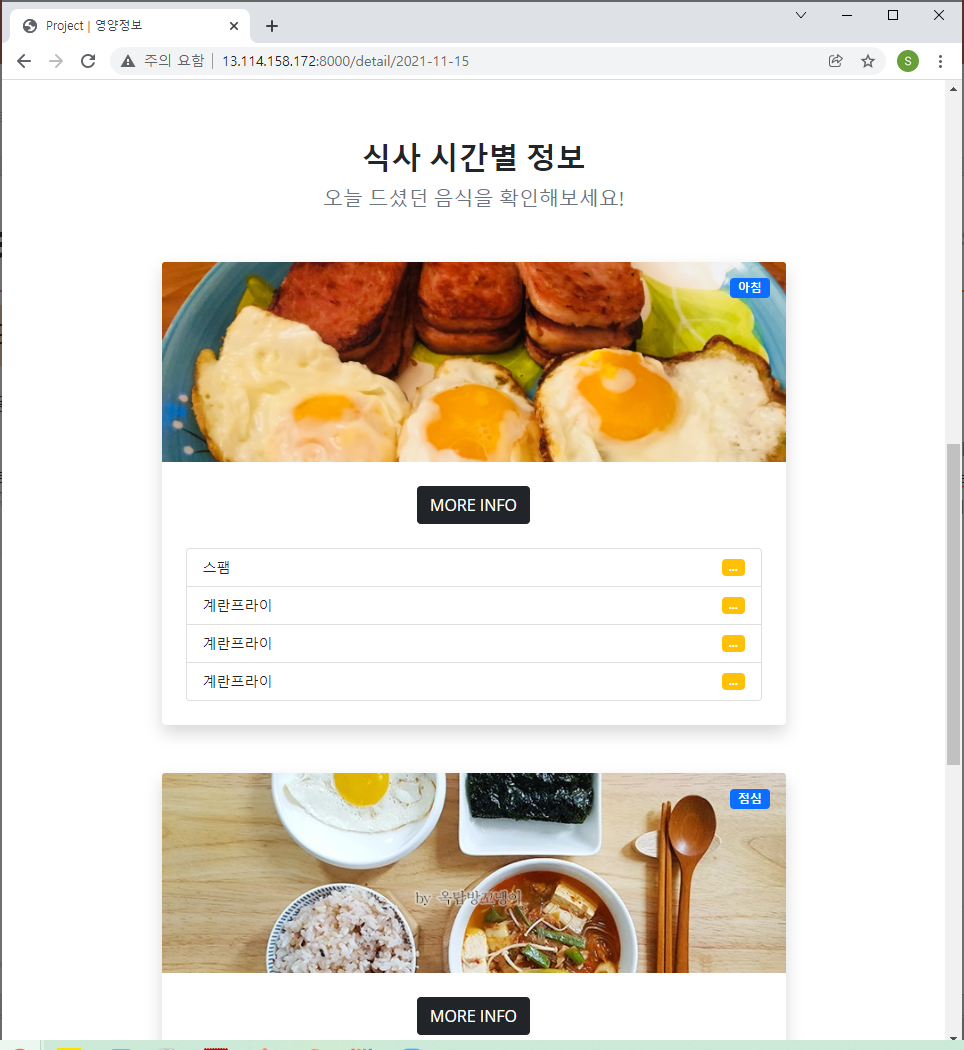 Project | 영양정보
주의 요함 | 13.114.158.172:8000/detail/2021-11-15
S
식사 시간별 정보
오늘 드셨던 음식을 확인해보세요!
아침
MORE INFO
스팸 ...
계란프라이 ...
계란프라이 ...
계란프라이 ...
점심
by 옥탑방꼬냉이
MORE INFO